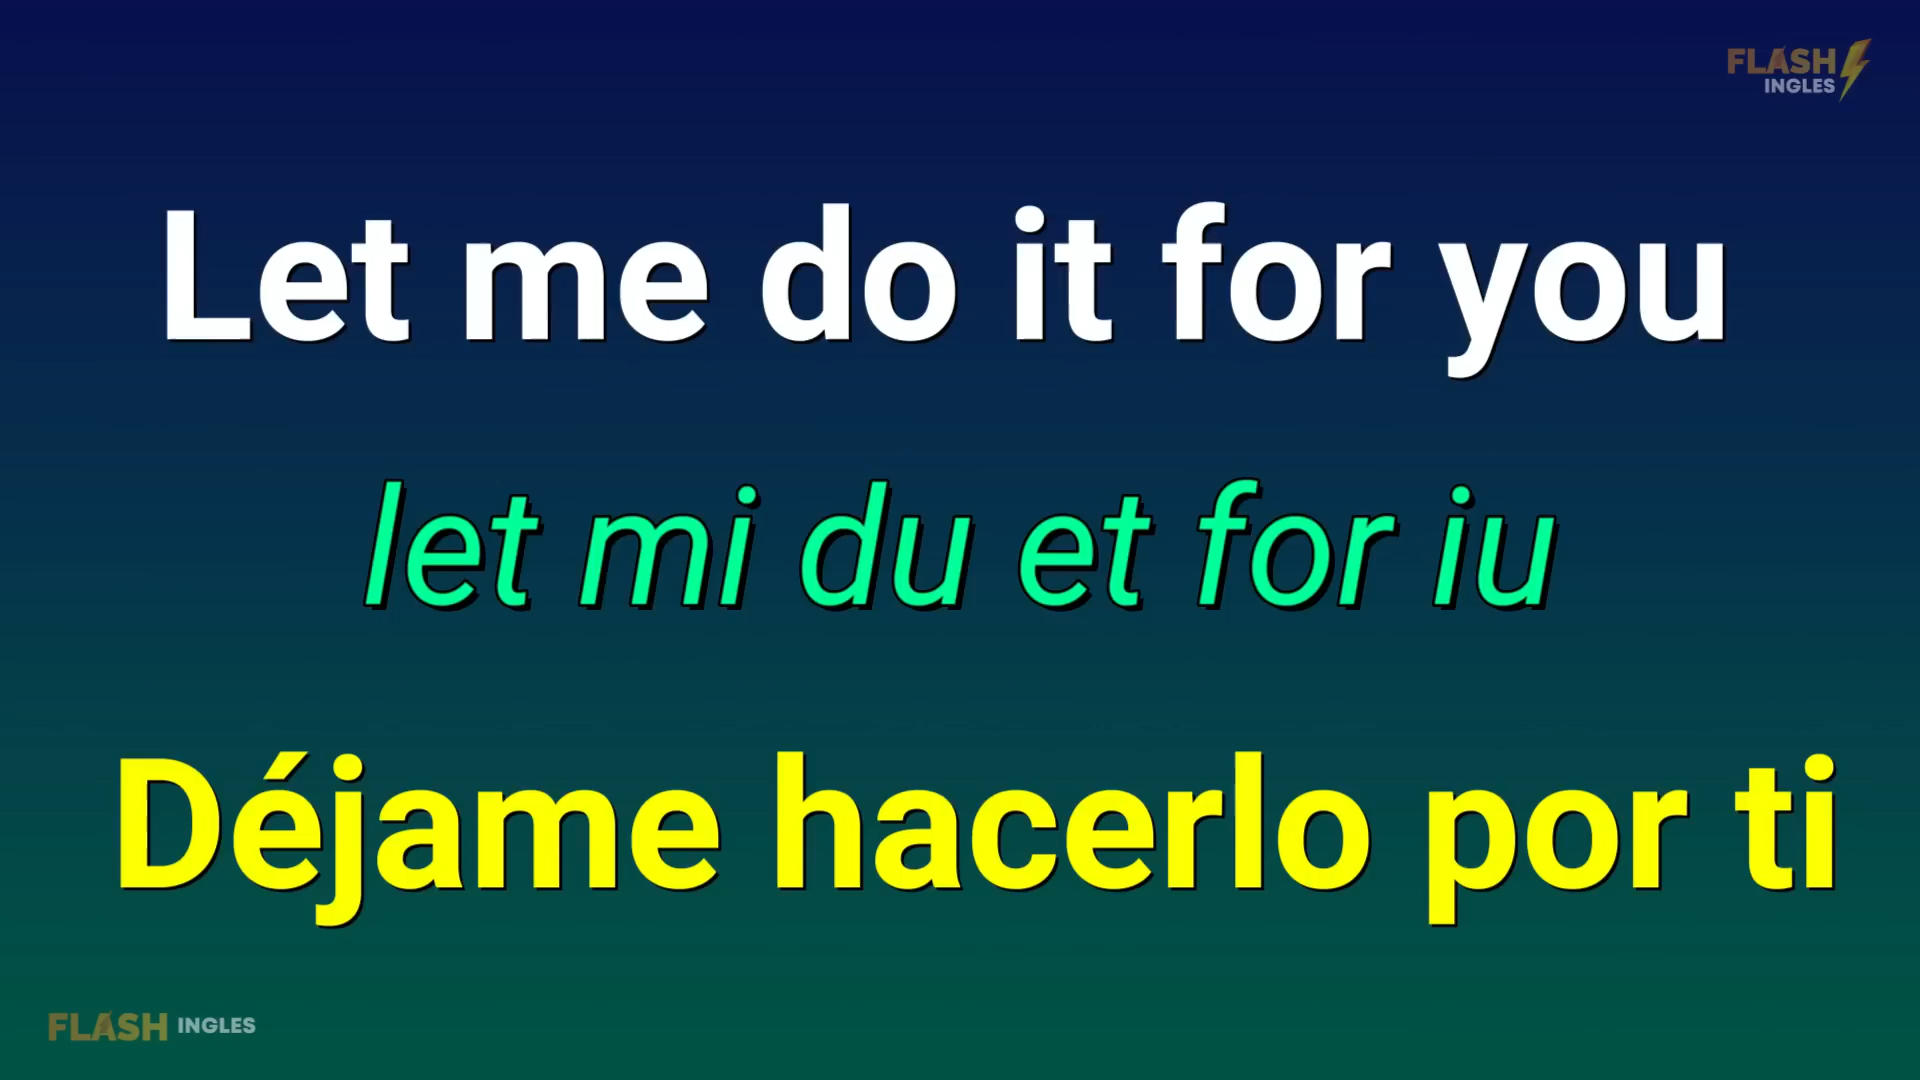 FLASH
INGLES
Let me do it for you
let mi du et for iu
Déjame hacerlo por ti
FLASH INGLES